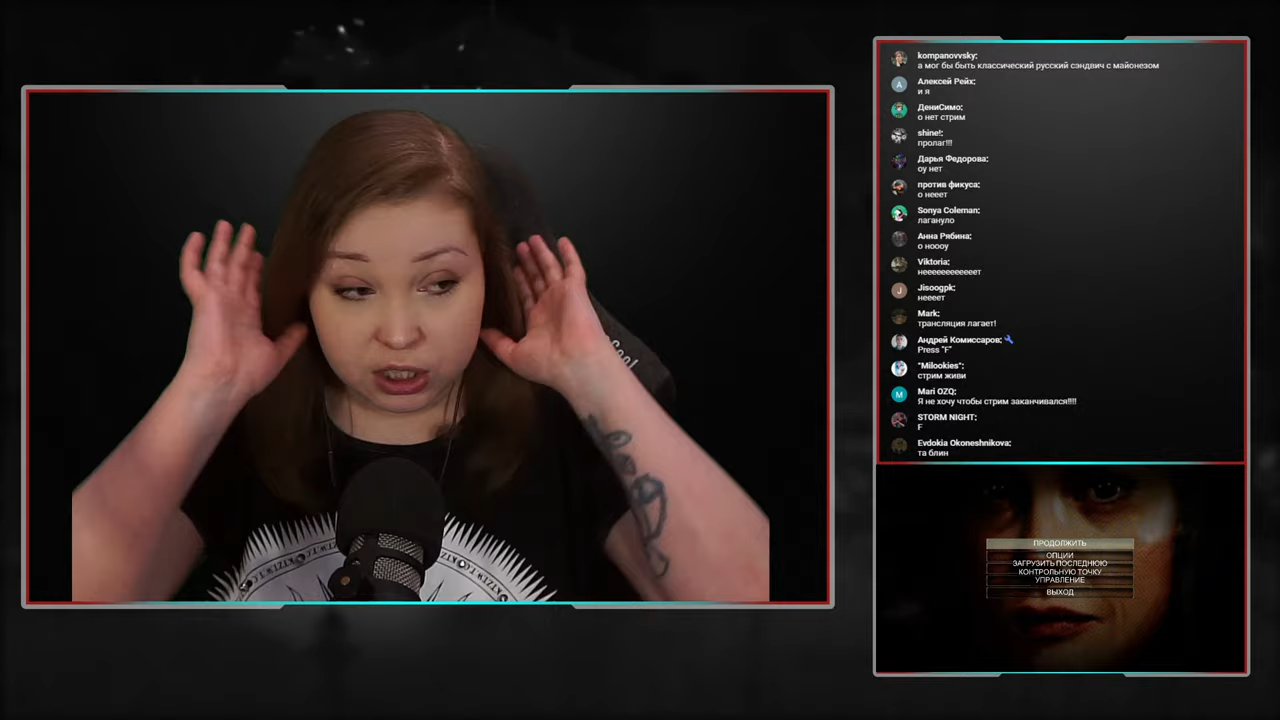 kompanovvsky:
а мог бы быть классический русский сэндвич с майонезом
Алексей Рейх:
и я
ДениСимо:
о нет стрим
shine!:
пролаг!!!
Дарья Федорова:
оу нет
против фикуса:
о нееет
Sonya Coleman:
лагануло
Анна Рябина:
о ноооу
Viktoria:
нееeeeeeeeeeeт
Jisoogpk:
неееет
Mark:
трансляция лагает!
Андрей Комиссаров:
Press "F"
"Milookies":
стрим живи
Mari OZQ:
Я не хочу чтобы стрим заканчивался!!!!
STORM NIGHT:
F
Evdokia Okoneshnikova:
та блин
ПРОДОЛЖИТЬ
ОПЦИИ
ЗАГРУЗИТЬ ПОСЛЕДНЮЮ
КОНТРОЛЬНУЮ ТОЧКУ
УПРАВЛЕНИЕ
ВЫХОД